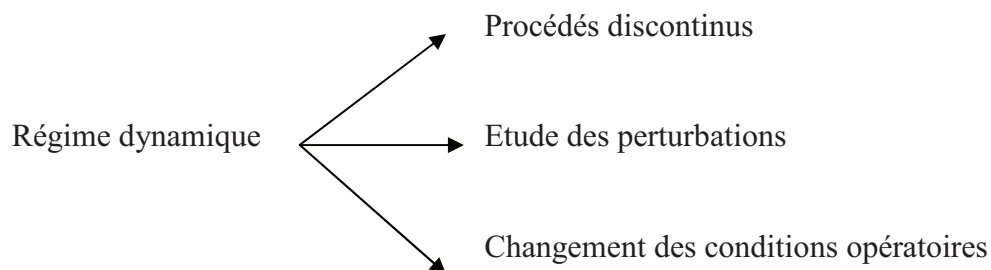 Procédés discontinus
Régime dynamique
Etude des perturbations
Changement des conditions opératoires